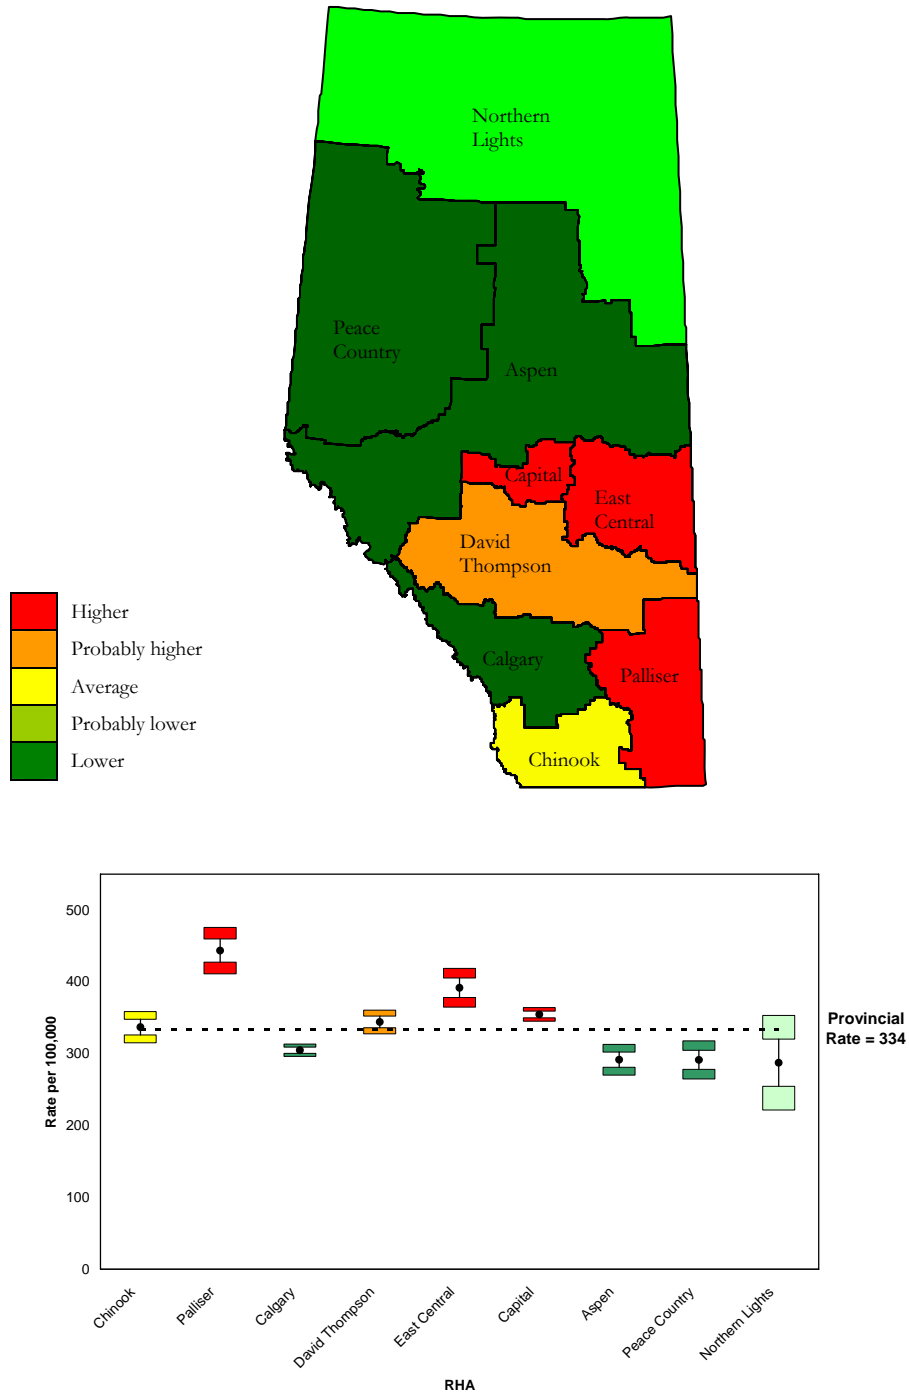 Northern
Lights
Peace
Country
Aspen
Capital
East
Central
David
Thompson
Higher
Probably higher
Average
Probably lower
Lower
Calgary
Palliser
Chinook
500
400
300
200
100
0
Rate per 100,000
Provincial
Rate = 334
Chinook
Palliser
Calgary
David Thompson
East Central
Capital
Aspen
Peace Country
Northern Lights
RHA